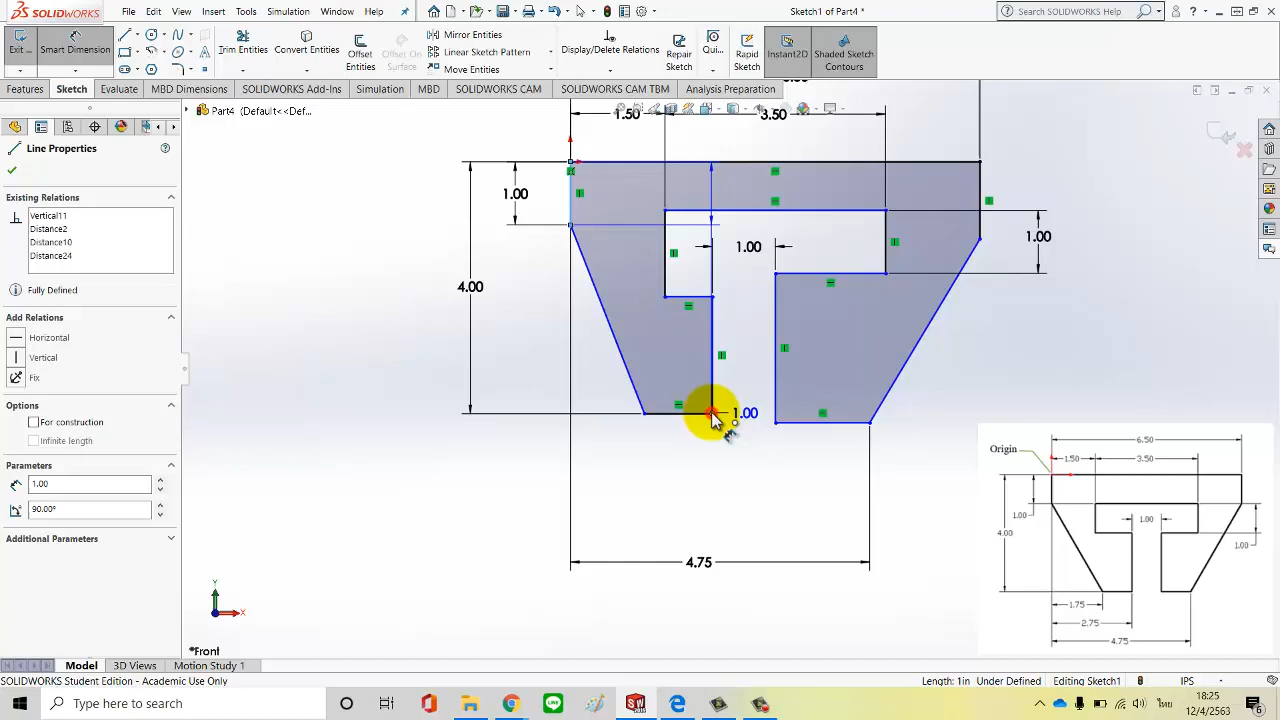 SOLIDWORKS File Edit View Insert Tools Simulation Window Help Sketch1 of Part4 * Search SOLIDWORKS Help
Exit... Smart Dimension Trim Entities Convert Entities Offset Entities Offset On Surface Mirror Entities Linear Sketch Pattern Move Entities Display/Delete Relations Repair Sketch Qui... Rapid Sketch Instant2D Shaded Sketch Contours
Features Sketch Evaluate MBD Dimensions SOLIDWORKS Add-Ins Simulation MBD SOLIDWORKS CAM SOLIDWORKS CAM TBM Analysis Preparation
Part4 (Default<<Def...
Line Properties
Existing Relations
Vertical11
Distance2
Distance10
Distance24
Fully Defined
Add Relations
Horizontal
Vertical
Fix
Options
For construction
Infinite length
Parameters
1.00
90.00°
Additional Parameters
1.50 3.50
1.00
1.00 1.00
4.00
1.00
4.75
Origin
6.50
1.50 3.50
1.00 1.00
4.00
1.00
1.75
2.75
4.75
Y
X
*Front
Model 3D Views Motion Study 1
SOLIDWORKS Student Edition - Academic Use Only Length: 1in Under Defined Editing Sketch1 IPS
Type here to search
ไทย
18:25
12/4/2563
6